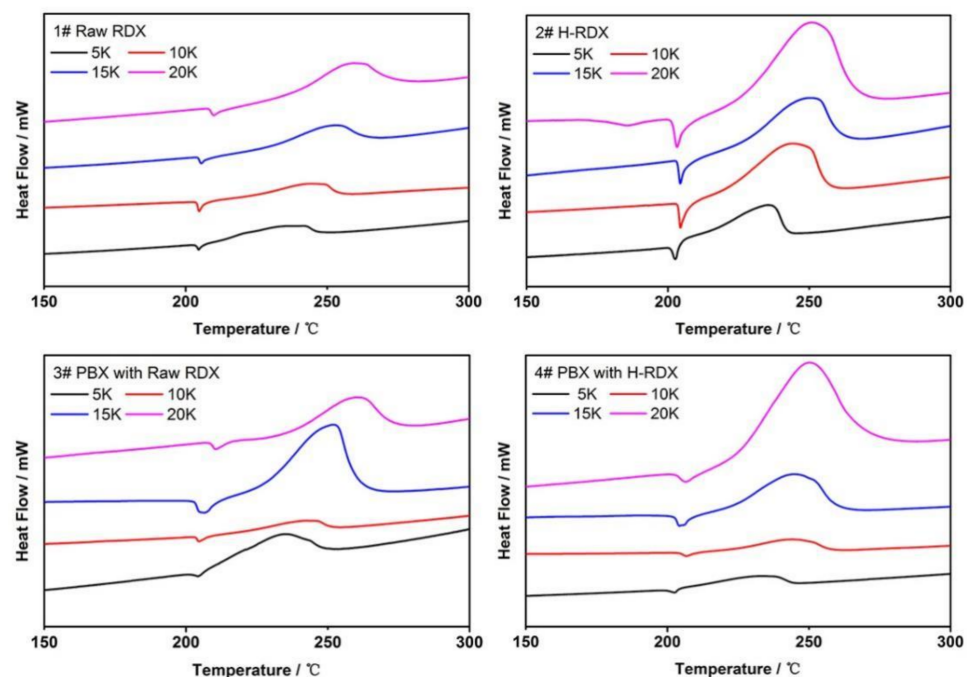 1# Raw RDX
5K 10K
15K 20K
Heat Flow / mW
150 200 250 300
Temperature / ℃
2# H-RDX
5K 10K
15K 20K
Heat Flow / mW
150 200 250 300
Temperature / ℃
3# PBX with Raw RDX
5K 10K
15K 20K
Heat Flow / mW
150 200 250 300
Temperature / ℃
4# PBX with H-RDX
5K 10K
15K 20K
Heat Flow / mW
150 200 250 300
Temperature / ℃